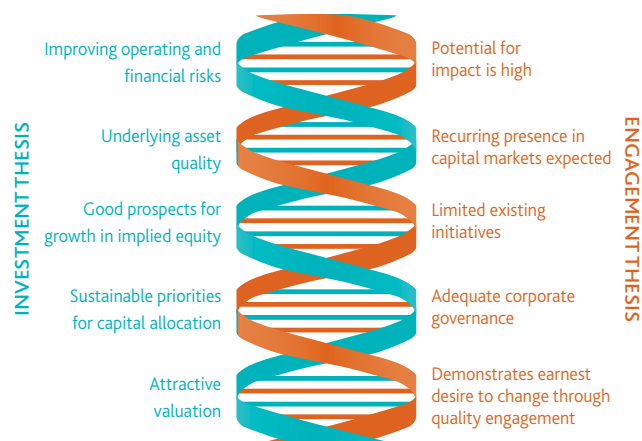 INVESTMENT THESIS
Improving operating and
financial risks
Underlying asset
quality
Good prospects for
growth in implied equity
Sustainable priorities
for capital allocation
Attractive
valuation
Potential for
impact is high
Recurring presence in
capital markets expected
Limited existing
initiatives
Adequate corporate
governance
Demonstrates earnest
desire to change through
quality engagement
ENGAGEMENT THESIS